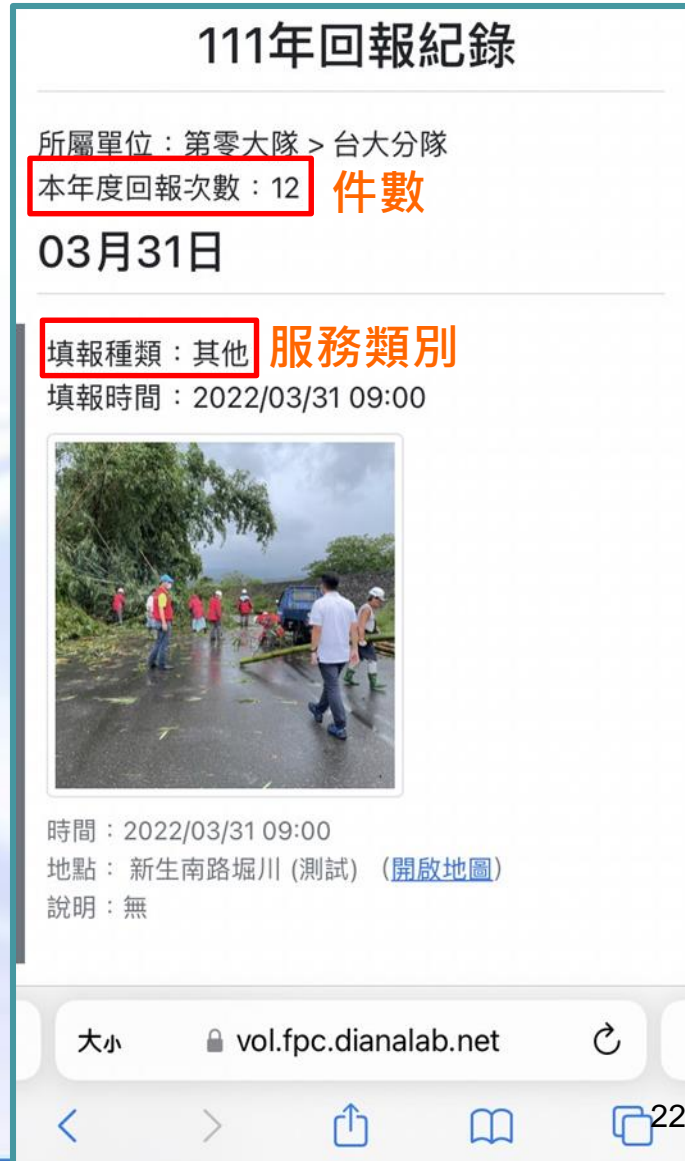 111年回報紀錄
所屬單位：第零大隊 > 台大分隊
本年度回報次數：12 件數
03月31日
填報種類：其他 服務類別
填報時間：2022/03/31 09:00
時間：2022/03/31 09:00
地點： 新生南路堀川 (測試) （開啟地圖）
說明：無
大小 vol.fpc.dianalab.net
22